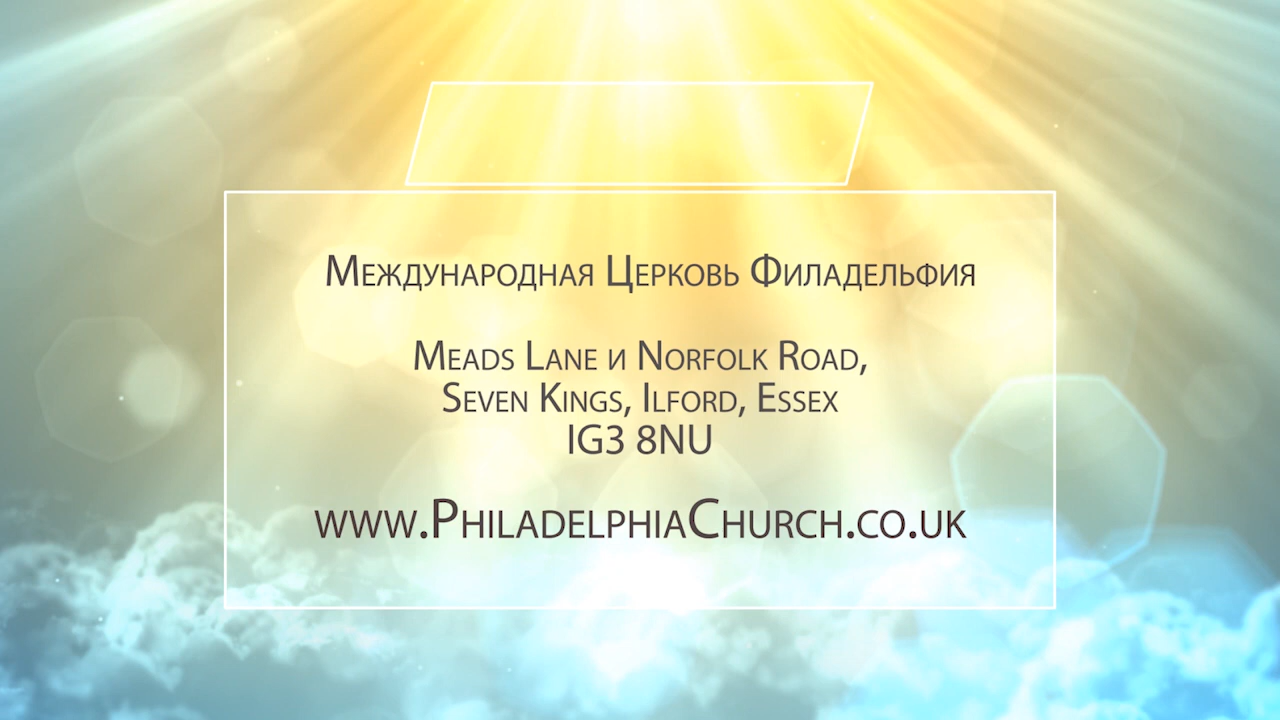 Международная Церковь Филадельфия
Meads Lane и Norfolk Road,
Seven Kings, Ilford, Essex
IG3 8NU
www.PhiladelphiaChurch.co.uk